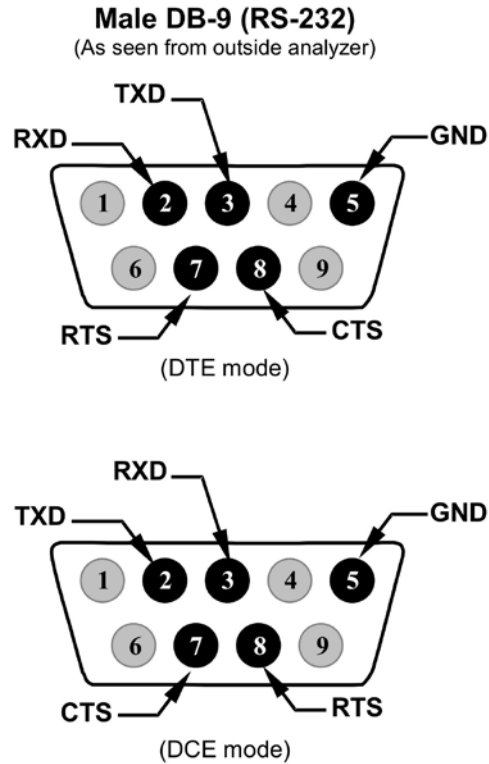 Male DB-9 (RS-232)
(As seen from outside analyzer)
TXD
RXD
GND
1 2 3 4 5
6 7 8 9
RTS
CTS
(DTE mode)
RXD
TXD
GND
1 2 3 4 5
6 7 8 9
CTS
RTS
(DCE mode)